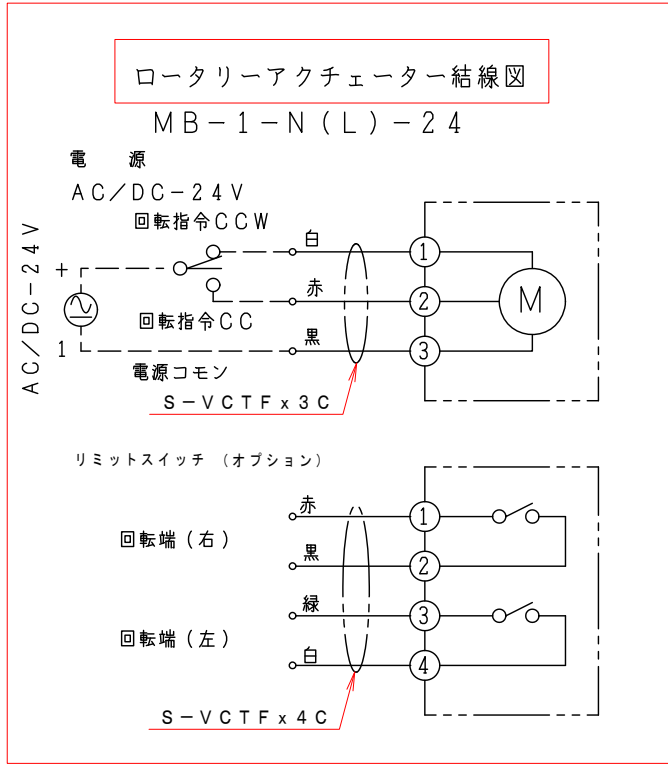 ロータリーアクチェーター結線図
MB－1－N（L）－24
電　源
AC／DC－24V
回転指令CCW
白
1
AC／DC－24V
+
赤
2
M
回転指令CC
黒
1
3
電源コモン
S－VCTFx3C
リミットスイッチ （オプション）
赤
1
回転端（右）
黒
2
緑
3
回転端（左）
白
4
S－VCTFx4C